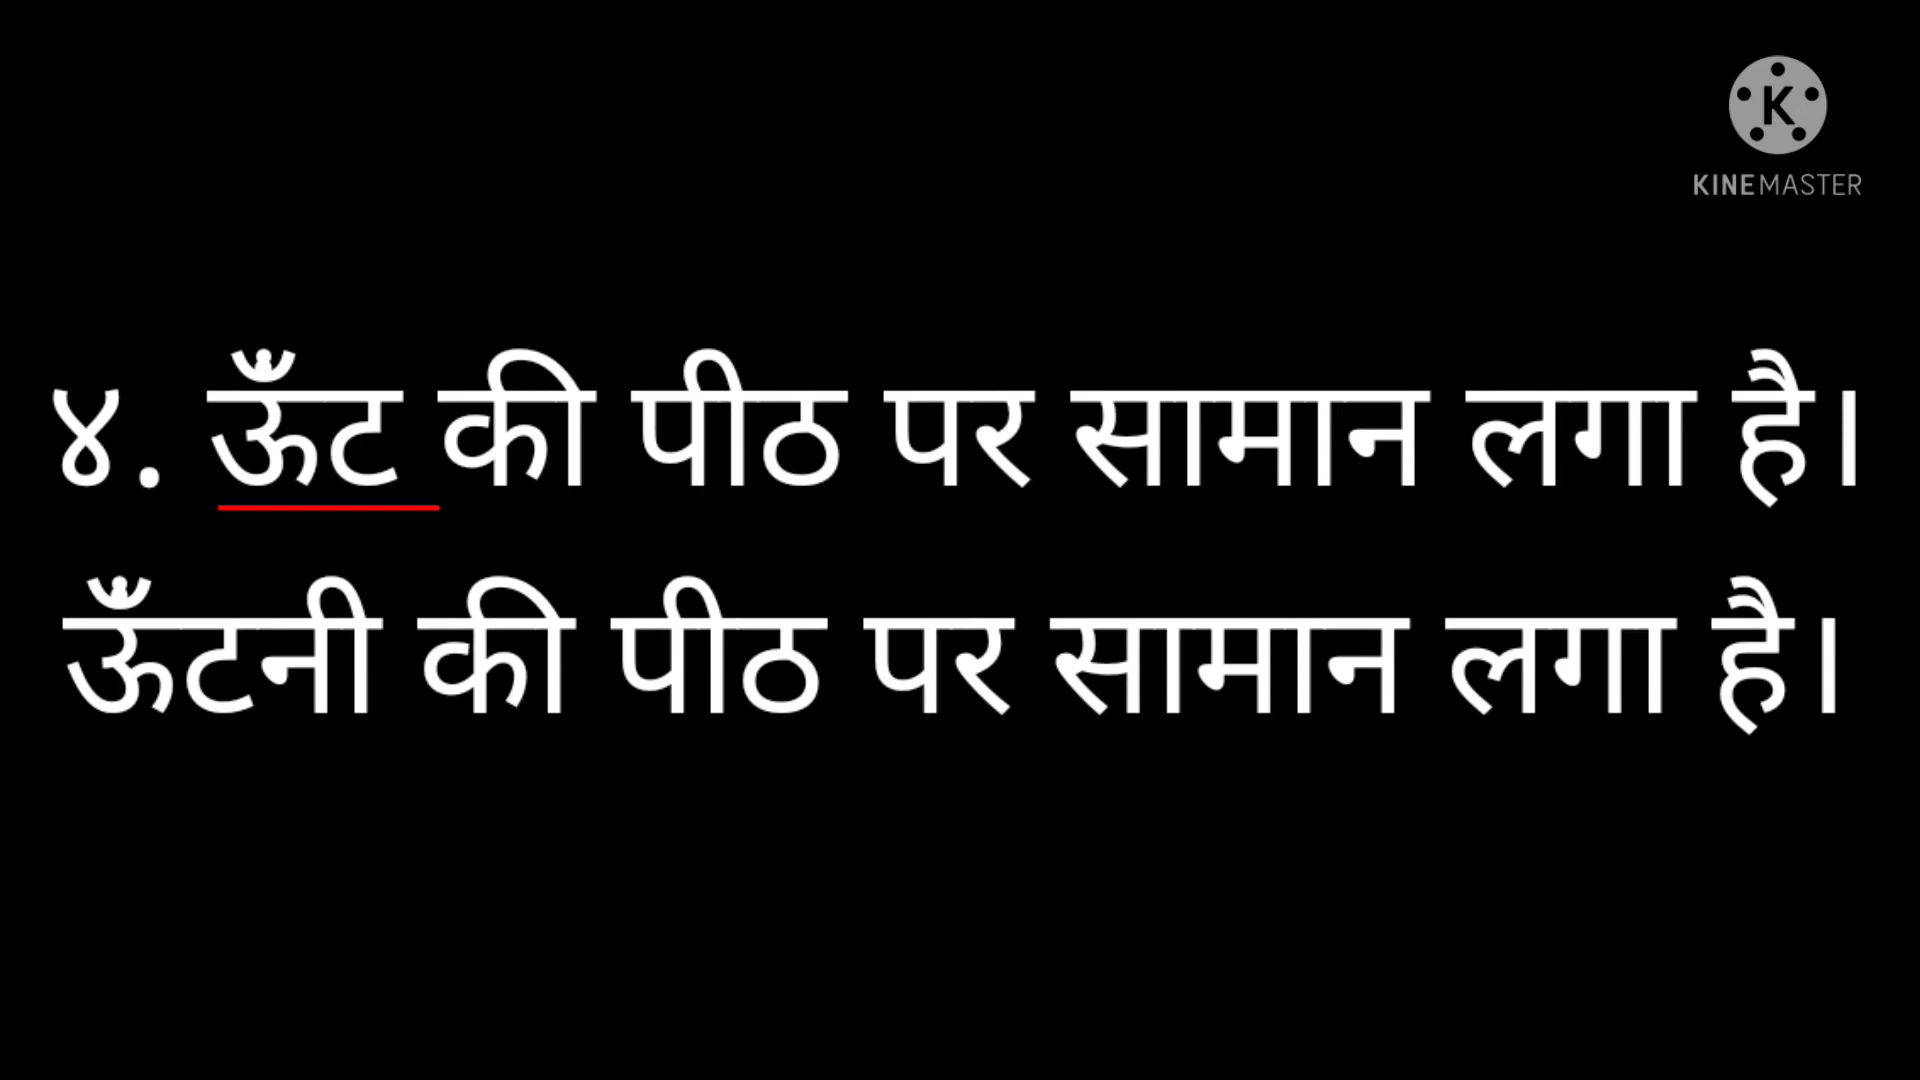 K
KINEMASTER
४. ऊँट की पीठ पर सामान लगा है।
ऊँटनी की पीठ पर सामान लगा है।